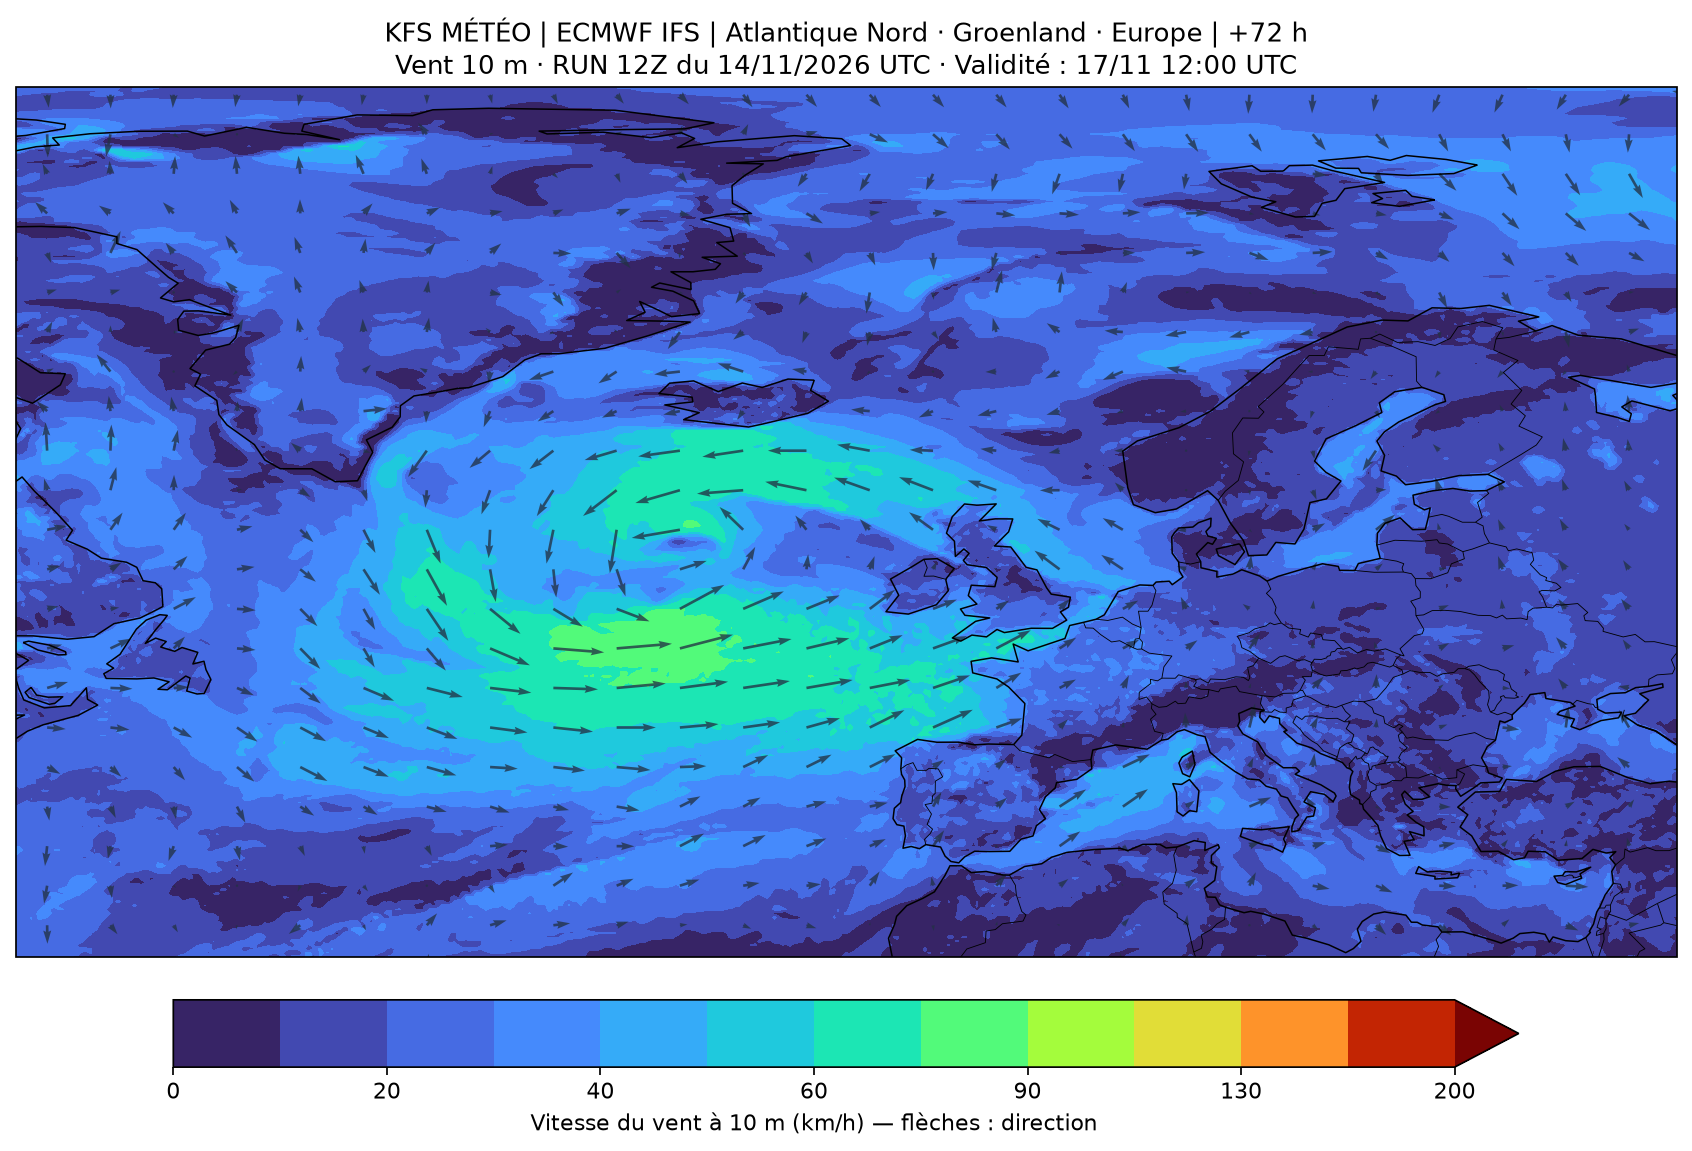 KFS MÉTÉO | ECMWF IFS | Atlantique Nord · Groenland · Europe | +72 h
Vent 10 m · RUN 12Z du 14/11/2026 UTC · Validité : 17/11 12:00 UTC
0 20 40 60 90 130 200
Vitesse du vent à 10 m (km/h) — flèches : direction